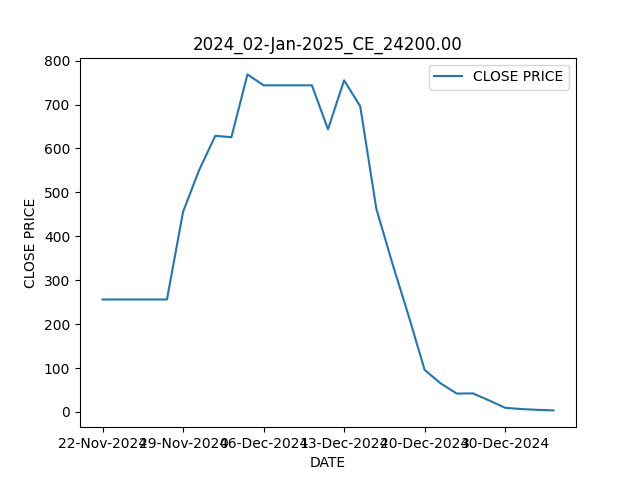 2024_02-Jan-2025_CE_24200.00
CLOSE PRICE
800
700
600
500
400
300
200
100
0
CLOSE PRICE
22-Nov-2024
29-Nov-2024
06-Dec-2024
13-Dec-2024
20-Dec-2024
30-Dec-2024
DATE